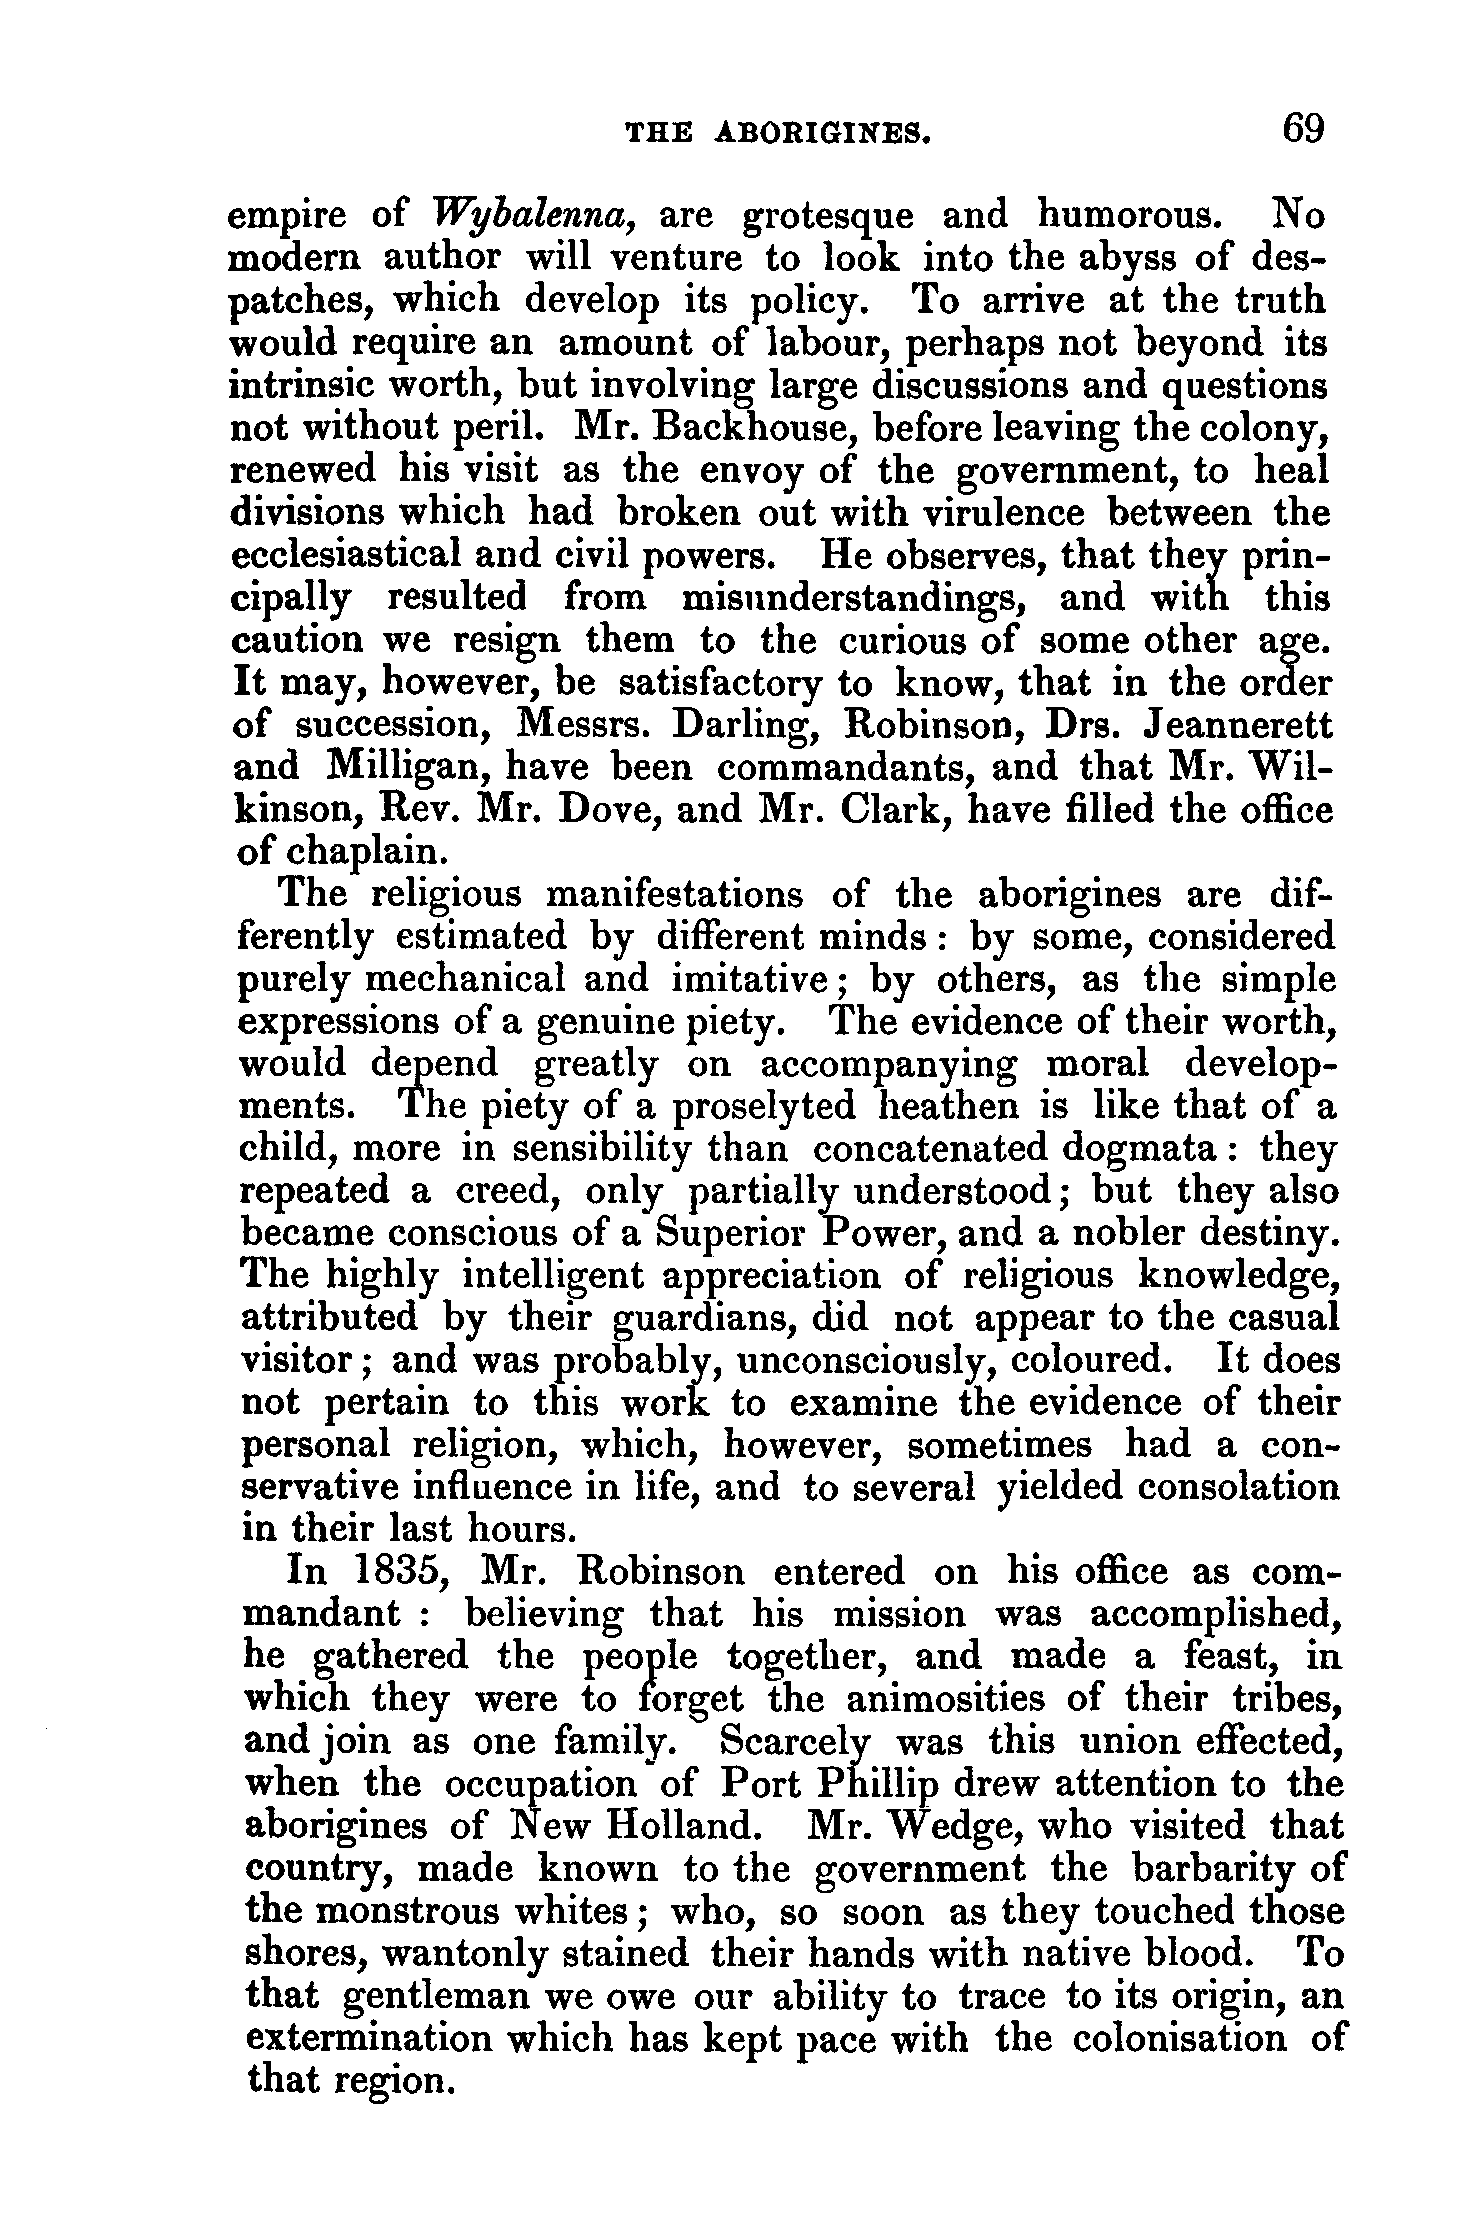 THE ABORIGINES. 69
empire of Wybalenna, are grotesque and humorous. No
modern author will venture to look into the abyss of des-
patches, which develop its policy. To arrive at the truth
would require an amount of labour, perhaps not beyond its
intrinsic worth, but involving large discussions and questions
not without peril. Mr. Backhouse, before leaving the colony,
renewed his visit as the envoy of the government, to heal
divisions which had broken out with virulence between the
ecclesiastical and civil powers. He observes, that they prin-
cipally resulted from misunderstandings, and with this
caution we resign them to the curious of some other age.
It may, however, be satisfactory to know, that in the order
of succession, Messrs. Darling, Robinson, Drs. Jeannerett
and Milligan, have been commandants, and that Mr. Wil-
kinson, Rev. Mr. Dove, and Mr. Clark, have filled the office
of chaplain.
The religious manifestations of the aborigines are dif-
ferently estimated by different minds : by some, considered
purely mechanical and imitative; by others, as the simple
expressions of a genuine piety. The evidence of their worth,
would depend greatly on accompanying moral develop-
ments. The piety of a proselyted heathen is like that of a
child, more in sensibility than concatenated dogmata : they
repeated a creed, only partially understood; but they also
became conscious of a Superior Power, and a nobler destiny.
The highly intelligent appreciation of religious knowledge,
attributed by their guardians, did not appear to the casual
visitor; and was probably, unconsciously, coloured. It does
not pertain to this work to examine the evidence of their
personal religion, which, however, sometimes had a con-
servative influence in life, and to several yielded consolation
in their last hours.
In 1835, Mr. Robinson entered on his office as com-
mandant : believing that his mission was accomplished,
he gathered the people together, and made a feast, in
which they were to forget the animosities of their tribes,
and join as one family. Scarcely was this union effected,
when the occupation of Port Phillip drew attention to the
aborigines of New Holland. Mr. Wedge, who visited that
country, made known to the government the barbarity of
the monstrous whites; who, so soon as they touched those
shores, wantonly stained their hands with native blood. To
that gentleman we owe our ability to trace to its origin, an
extermination which has kept pace with the colonisation of
that region.